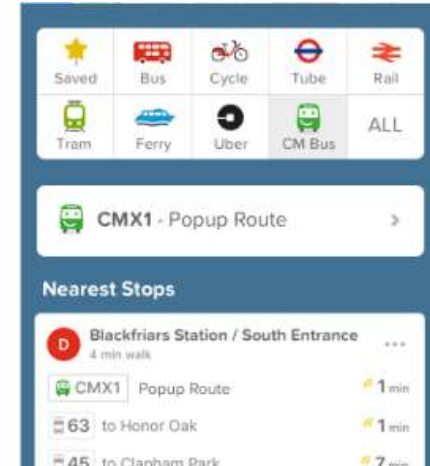 Saved Bus Cycle Tube Rail
Tram Ferry Uber CM Bus ALL
CMX1 - Popup Route
Nearest Stops
D Blackfriars Station / South Entrance
4 min walk
CMX1 Popup Route 1 min
63 to Honor Oak 1 min
45 to Clapham Park 7 min